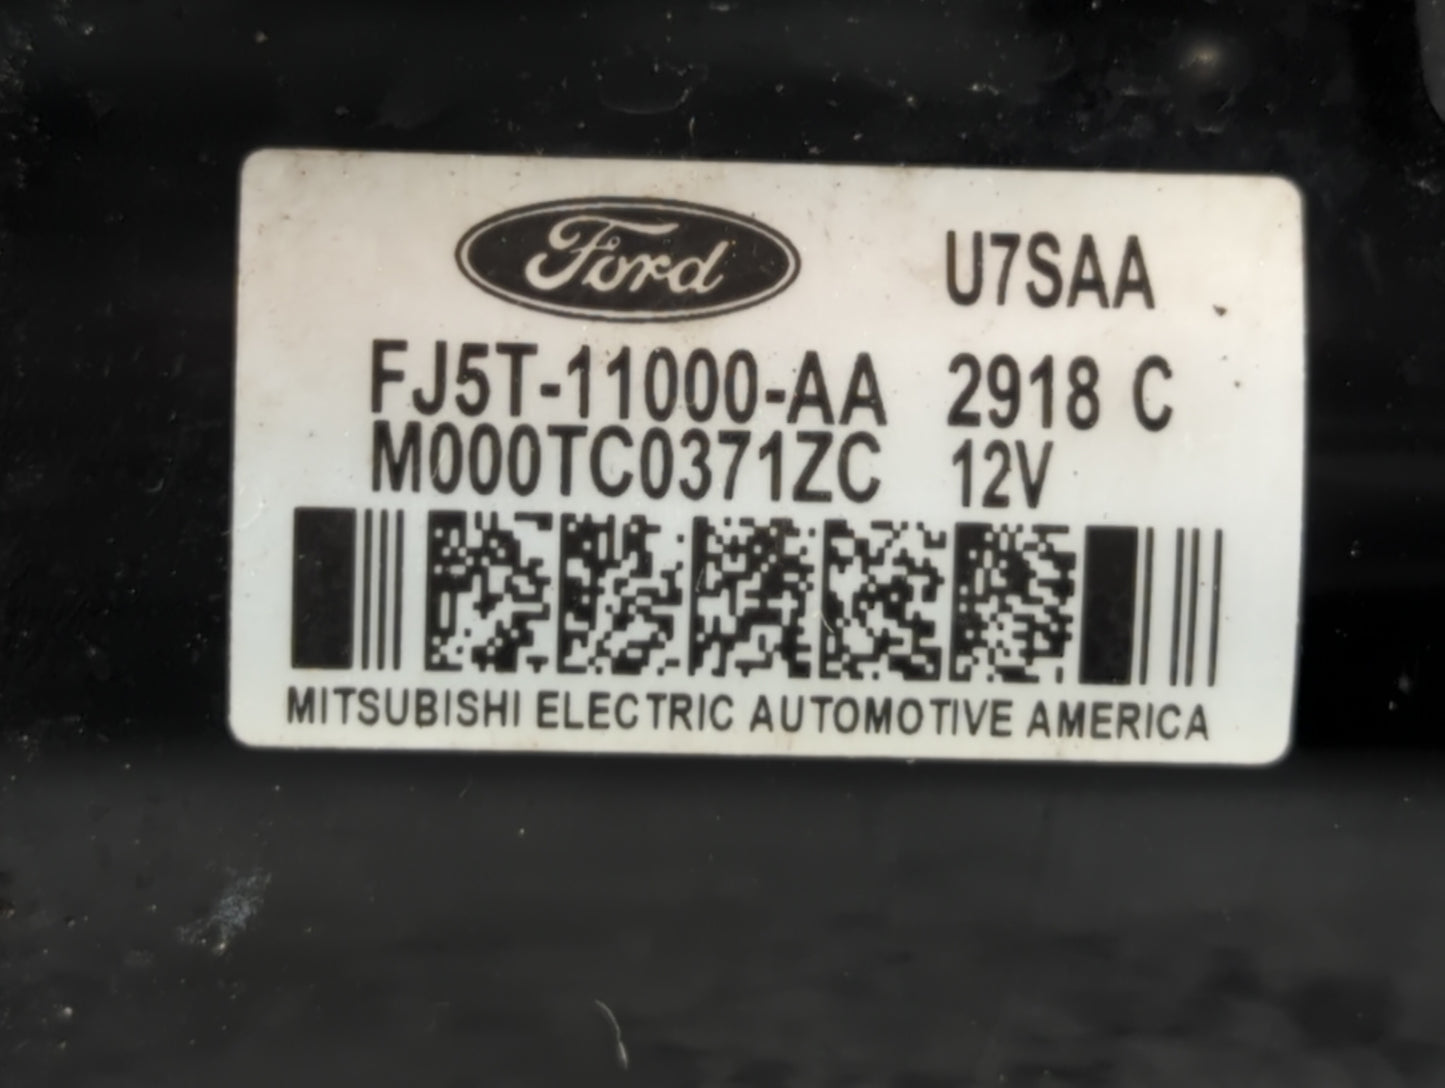 Ford U7SAA
FJ5T-11000-AA 2918 C
M000TC0371ZC 12V
MITSUBISHI ELECTRIC AUTOMOTIVE AMERICA